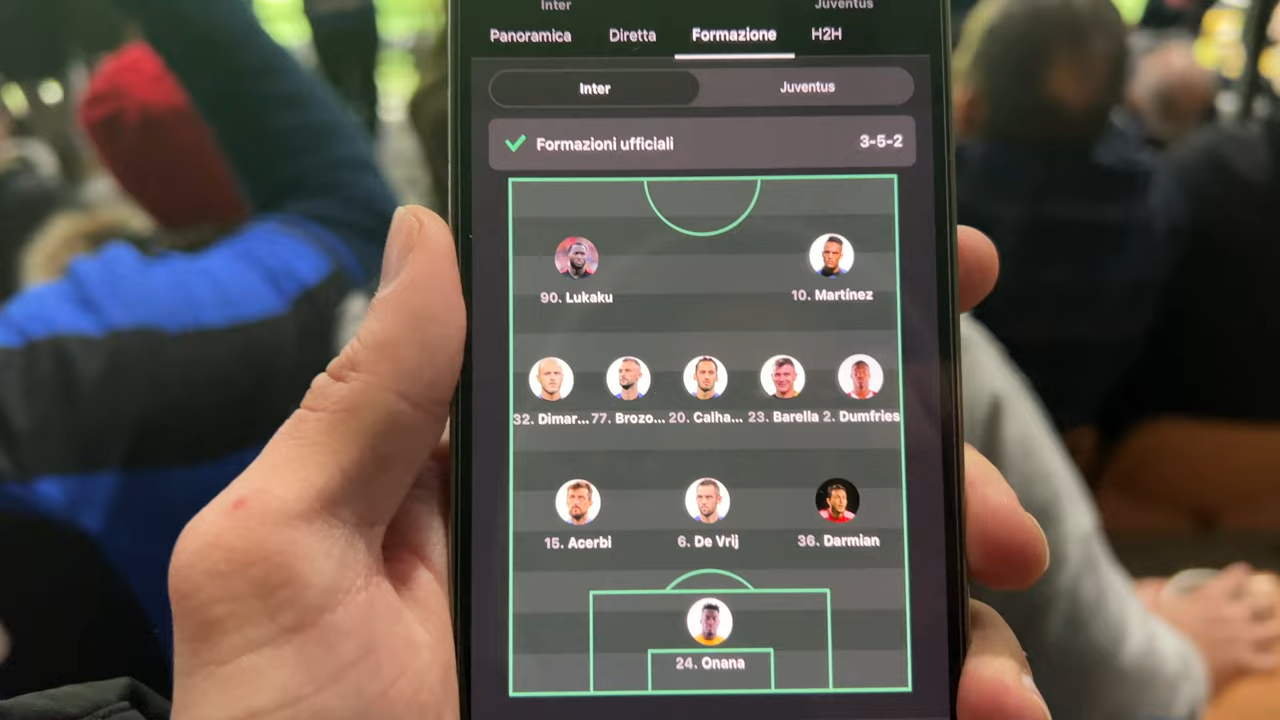 Inter Juventus
Panoramica Diretta Formazione H2H
Inter Juventus
Formazioni ufficiali 3-5-2
90. Lukaku 10. Martínez
32. Dimar... 77. Brozo... 20. Calha... 23. Barella 2. Dumfries
15. Acerbi 6. De Vrij 36. Darmian
24. Onana